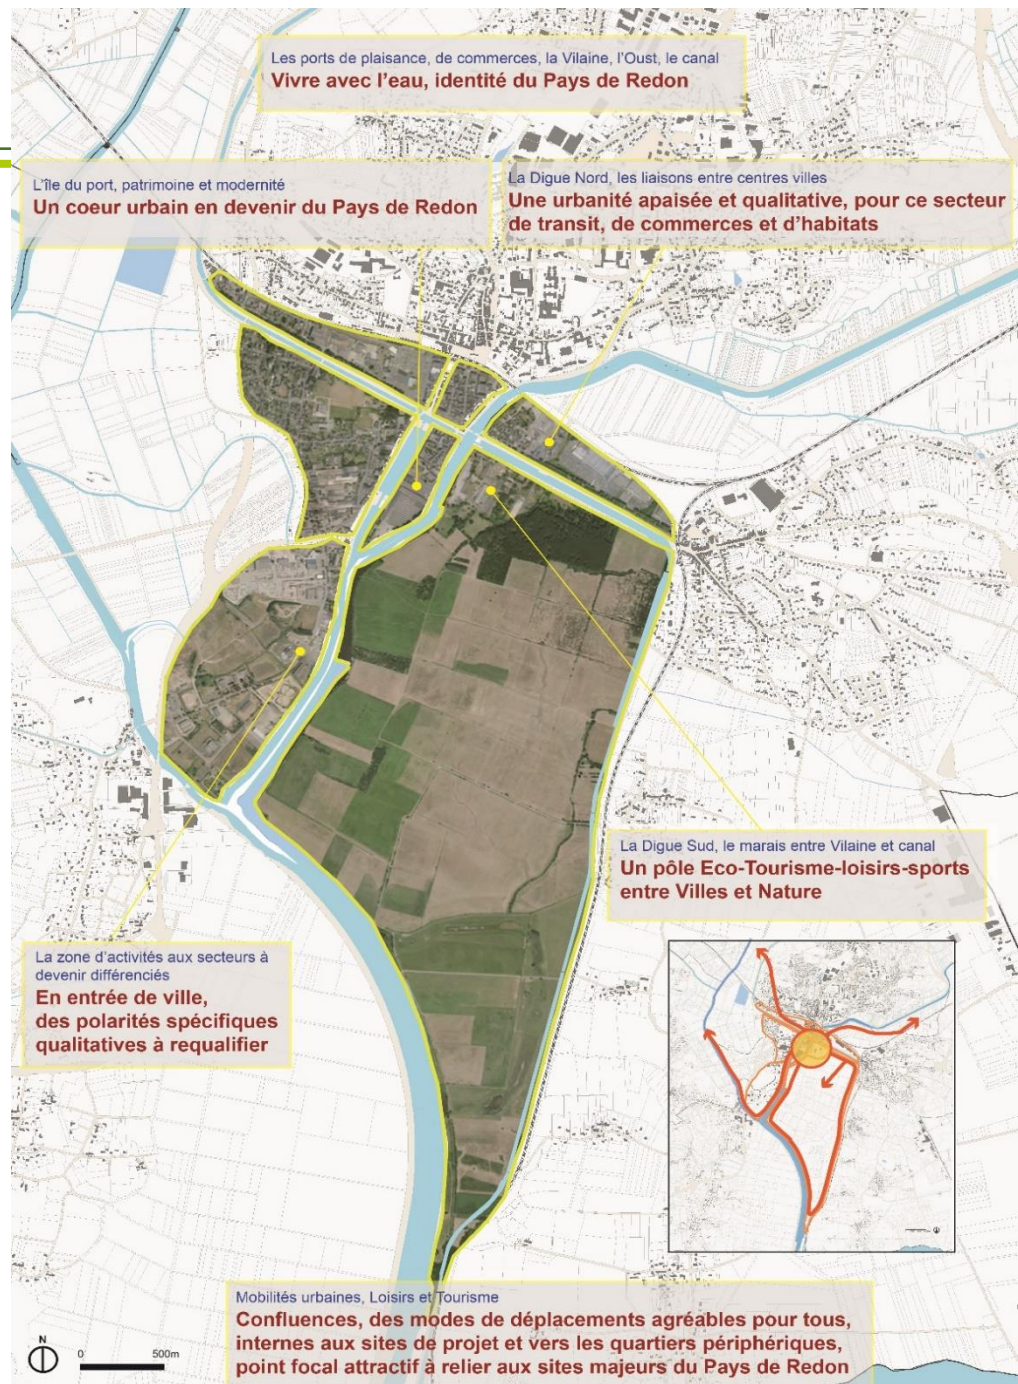 Les ports de plaisance, de commerces, la Vilaine, l'Oust, le canal
Vivre avec l'eau, identité du Pays de Redon
L'île du port, patrimoine et modernité
Un coeur urbain en devenir du Pays de Redon
La Digue Nord, les liaisons entre centres villes
Une urbanité apaisée et qualitative, pour ce secteur
de transit, de commerces et d'habitats
La Digue Sud, le marais entre Vilaine et canal
Un pôle Eco-Tourisme-loisirs-sports
entre Villes et Nature
La zone d'activités aux secteurs à
devenir différenciés
En entrée de ville,
des polarités spécifiques
qualitatives à requalifier
Mobilités urbaines, Loisirs et Tourisme
Confluences, des modes de déplacements agréables pour tous,
internes aux sites de projet et vers les quartiers périphériques,
point focal attractif à relier aux sites majeurs du Pays de Redon
N
0 500m